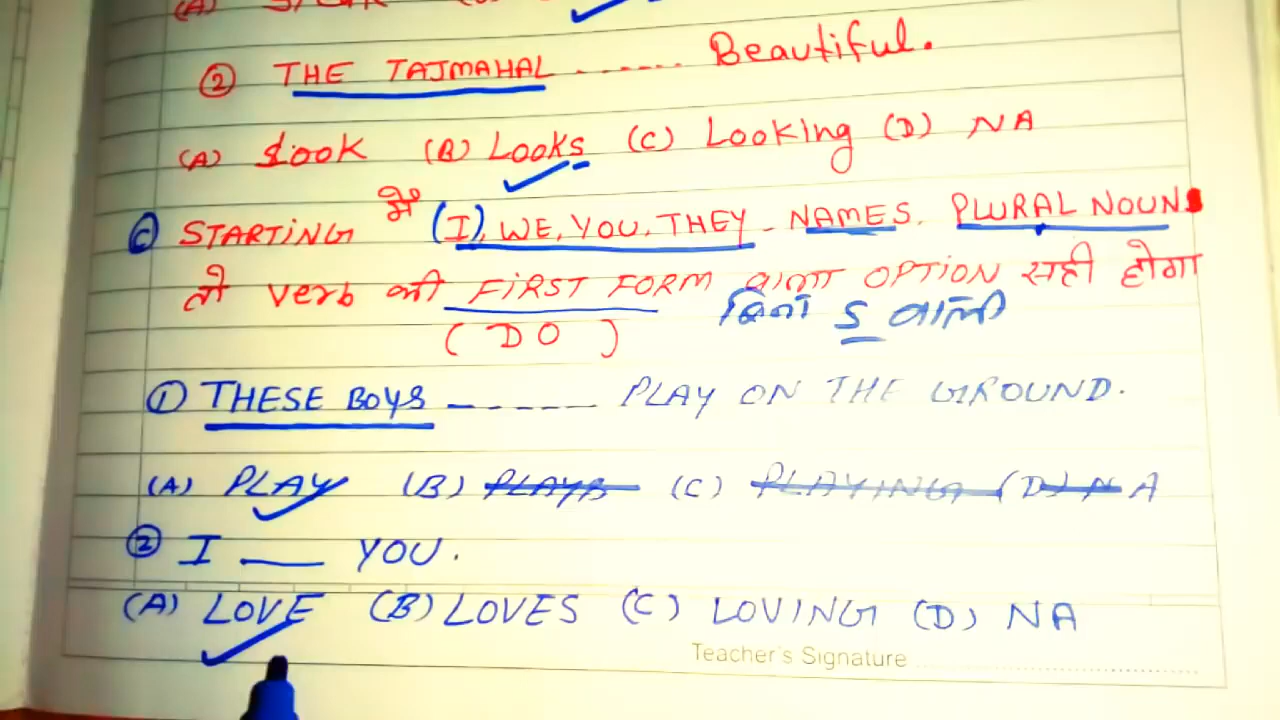 ② THE TAJMAHAL ------ Beautiful.
(A) Look (B) Looks (C) Looking (D) NA
(C) STARTING में (I), WE, YOU, THEY, NAMES, PLURAL NOUNS
तो verb की FIRST FORM वाला OPTION सही होगा
(DO) बिना S वाली
① THESE BOYS ------ PLAY ON THE GROUND.
(A) PLAY (B) PLAYS (C) PLAYING (D) NA
② I ___ YOU.
(A) LOVE (B) LOVES (C) LOVING (D) NA
Teacher's Signature